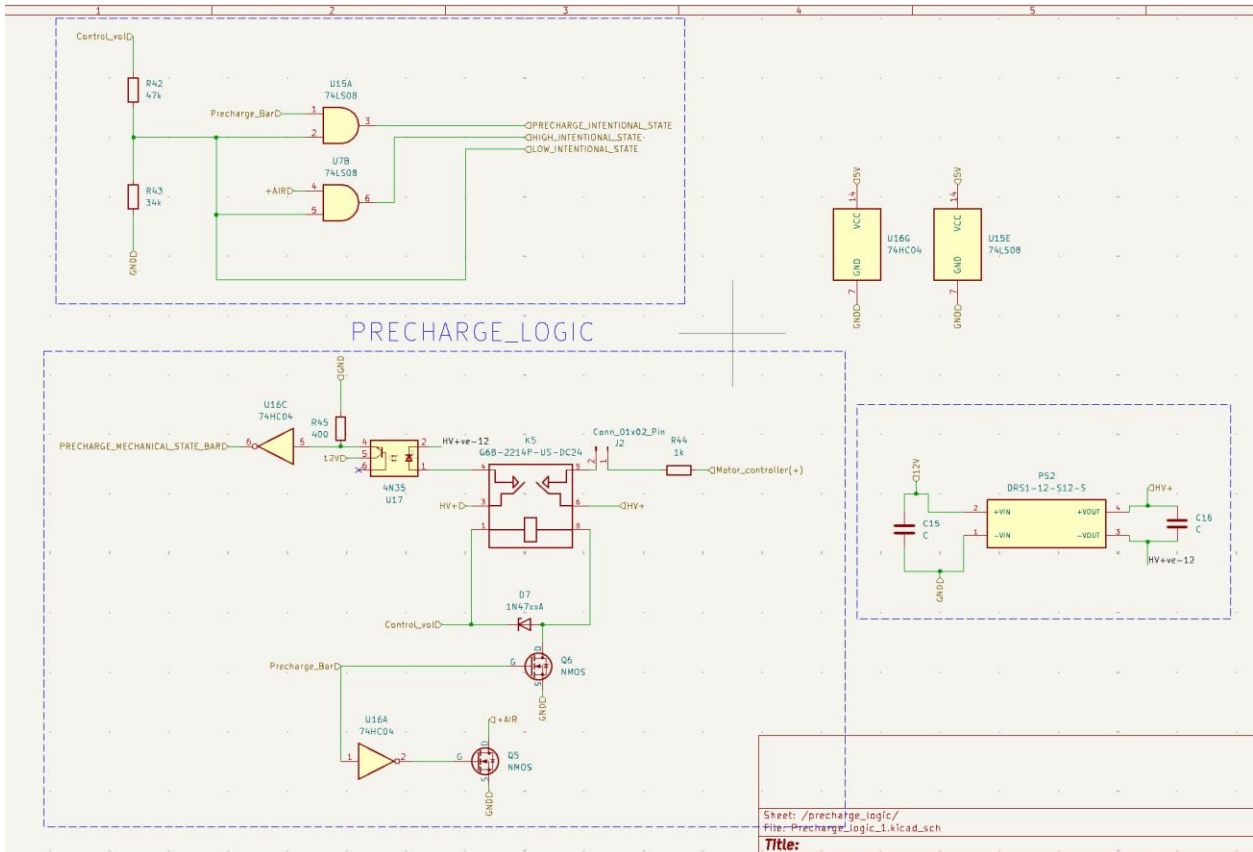 1
2
3
4
5
Control_vol
R42
47k
U15A
74LS08
Precharge_Bar
1
2
3
PRECHARGE_INTENTIONAL_STATE
HIGH_INTENTIONAL_STATE
LOW_INTENTIONAL_STATE
U7B
74LS08
+AIR
4
5
6
R43
34k
GND
5V
14
VCC
GND
7
GND
U16G
74HC04
5V
14
VCC
GND
7
GND
U15E
74LS08
PRECHARGE_LOGIC
GND
U16C
74HC04
R45
400
PRECHARGE_MECHANICAL_STATE_BAR
6
5
4
5
6
2
1
12V
HV+ve-12
4N35
U17
K5
G6B-2214P-US-DC24
4
3
1
5
6
8
HV+
HV+
Conn_01x02_Pin
J2
2
1
R44
1k
Motor_controller(+)
D7
1N47xxA
Control_vol
Precharge_Bar
G
D
S
Q6
NMOS
GND
U16A
74HC04
1
2
+AIR
G
D
S
Q5
NMOS
GND
12V
PS2
DRS1-12-S12-S
HV+
C15
C
2
+VIN
+VOUT
4
1
-VIN
-VOUT
3
C16
C
HV+ve-12
GND
Sheet: /precharge_logic/
File: Precharge_logic_1.kicad_sch
Title: